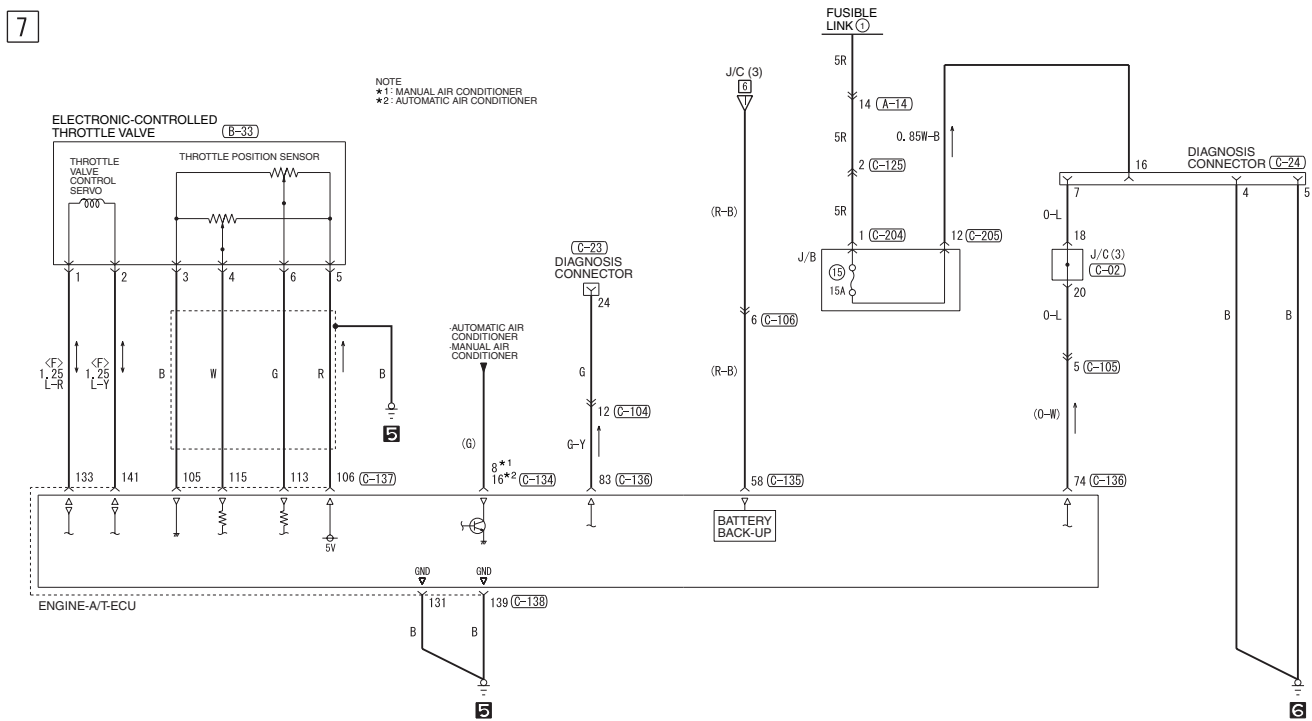 7
NOTE
*1: MANUAL AIR CONDITIONER
*2: AUTOMATIC AIR CONDITIONER
ELECTRONIC-CONTROLLED
THROTTLE VALVE
B-33
THROTTLE
VALVE
CONTROL
SERVO
THROTTLE POSITION SENSOR
1
2
3
4
6
5
<F>
1.25
L-R
<F>
1.25
L-Y
B
W
G
R
B
5
133
141
105
115
113
106
C-137
·AUTOMATIC AIR
CONDITIONER
·MANUAL AIR
CONDITIONER
(G)
8*1
16*2
C-134
C-23
DIAGNOSIS
CONNECTOR
24
G
12
C-104
G-Y
83
C-136
J/C (3)
6
(R-B)
6
C-106
(R-B)
58
C-135
FUSIBLE
LINK ①
5R
14
A-14
5R
2
C-125
5R
1
C-204
J/B
15
15A
0.85W-B
12
C-205
DIAGNOSIS
CONNECTOR
C-24
16
7
4
5
O-L
18
J/C (3)
C-02
20
O-L
5
C-105
(O-W)
74
C-136
B
B
6
5V
BATTERY
BACK-UP
GND
GND
ENGINE-A/T-ECU
131
139
C-138
B
B
5